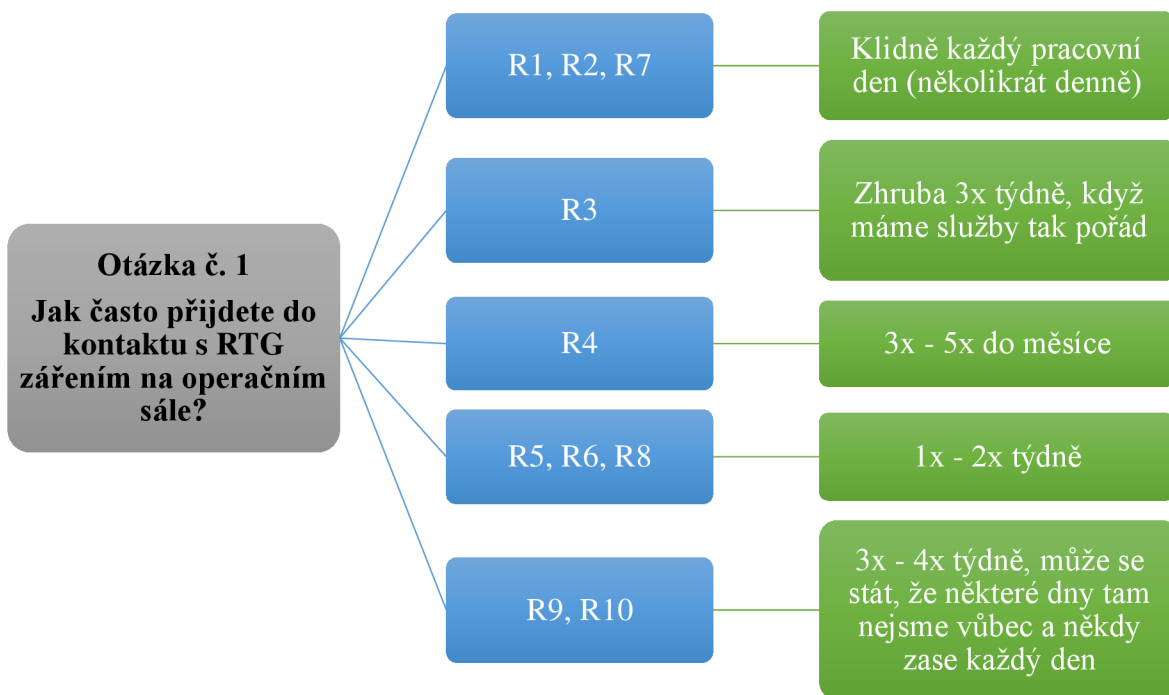 Otázka č. 1
Jak často přijdete do
kontaktu s RTG
zářením na operačním
sále?
R1, R2, R7
Klidně každý pracovní
den (několikrát denně)
R3
Zhruba 3x týdně, když
máme služby tak pořád
R4
3x - 5x do měsíce
R5, R6, R8
1x - 2x týdně
R9, R10
3x - 4x týdně, může se
stát, že některé dny tam
nejsme vůbec a někdy
zase každý den